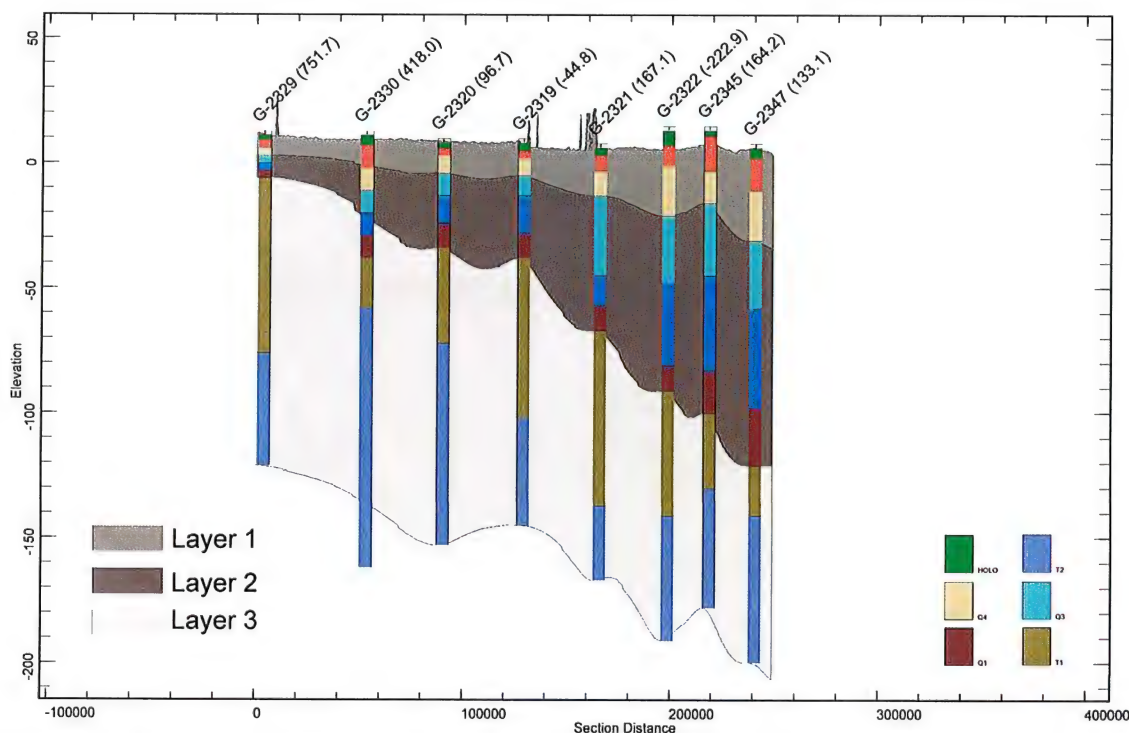 G-2329 (751.7)
G-2330 (418.0)
G-2320 (96.7)
G-2319 (-44.8)
G-2321 (167.1)
G-2322 (-222.9)
G-2345 (164.2)
G-2347 (133.1)
50
0
-50
-100
-150
-200
Elevation
Layer 1
Layer 2
Layer 3
HOLO
T2
Q4
Q3
Q1
T1
-100000
0
100000
200000
300000
400000
Section Distance